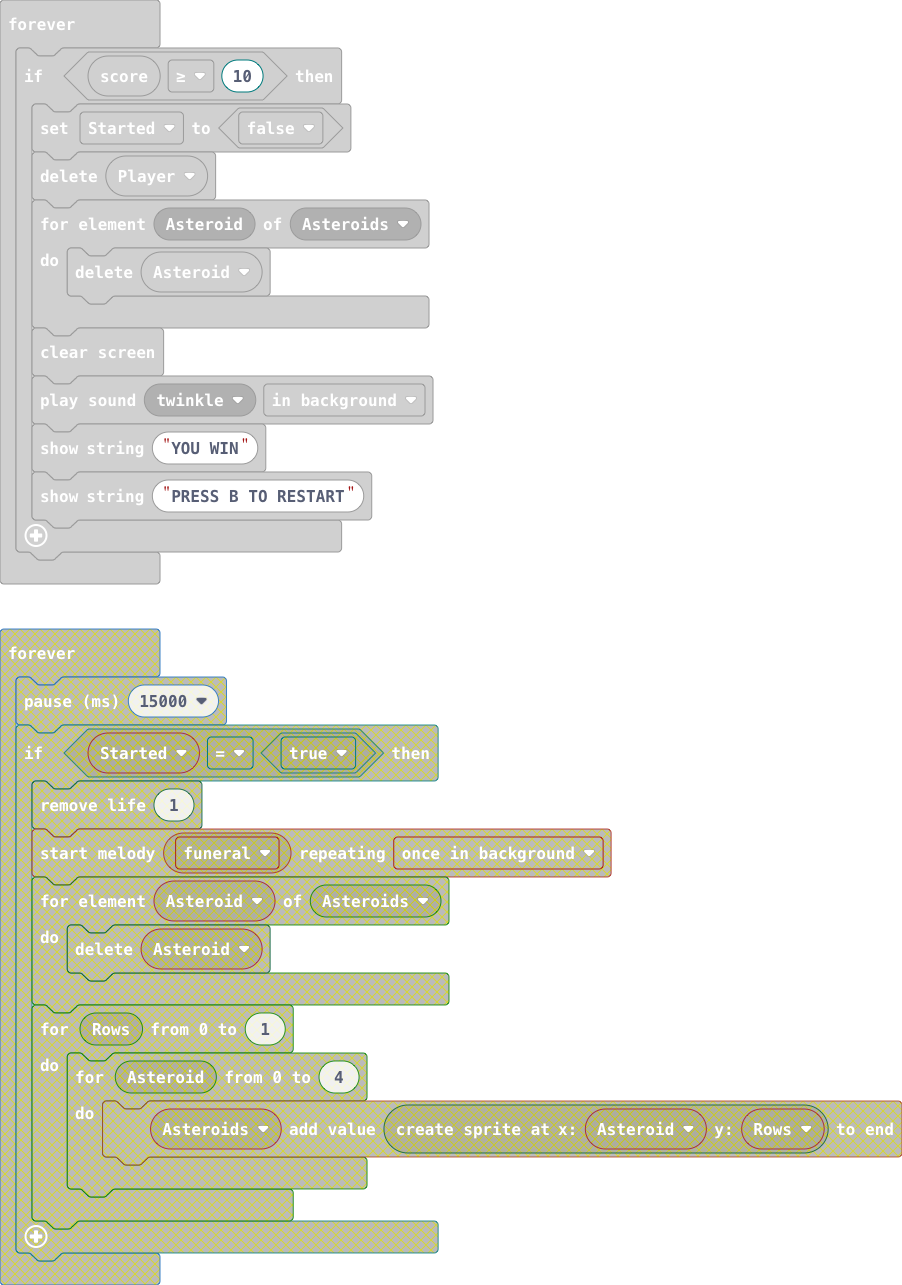 forever
if score ≥ 10 then
set Started to false
delete Player
for element Asteroid of Asteroids
do delete Asteroid
clear screen
play sound twinkle in background
show string "YOU WIN"
show string "PRESS B TO RESTART"
forever
pause (ms) 15000
if Started = true then
remove life 1
start melody funeral repeating once in background
for element Asteroid of Asteroids
do delete Asteroid
for Rows from 0 to 1
do for Asteroid from 0 to 4
do Asteroids add value create sprite at x: Asteroid y: Rows to end